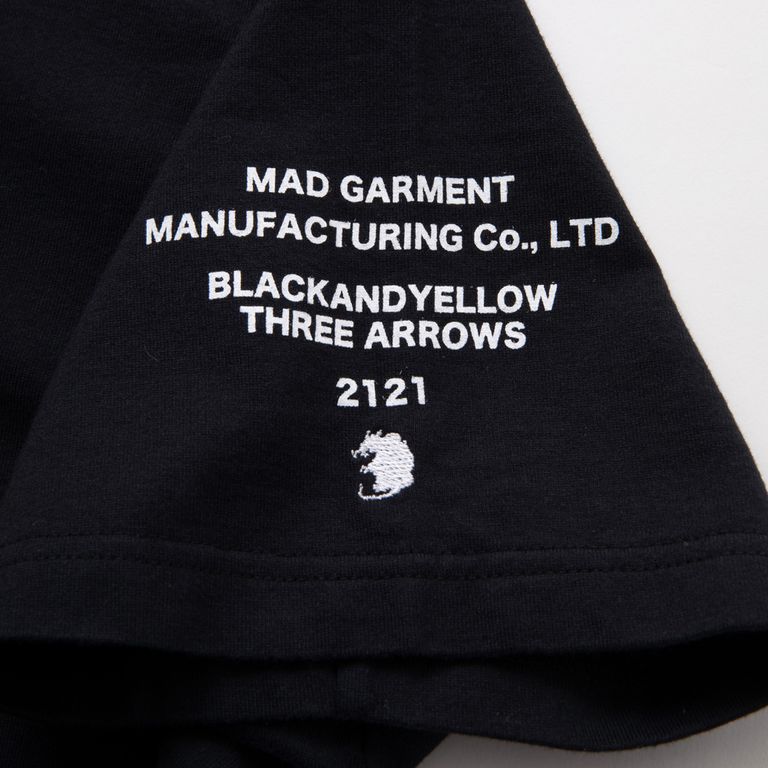 MAD GARMENT
MANUFACTURING Co., LTD
BLACKANDYELLOW
THREE ARROWS
2121